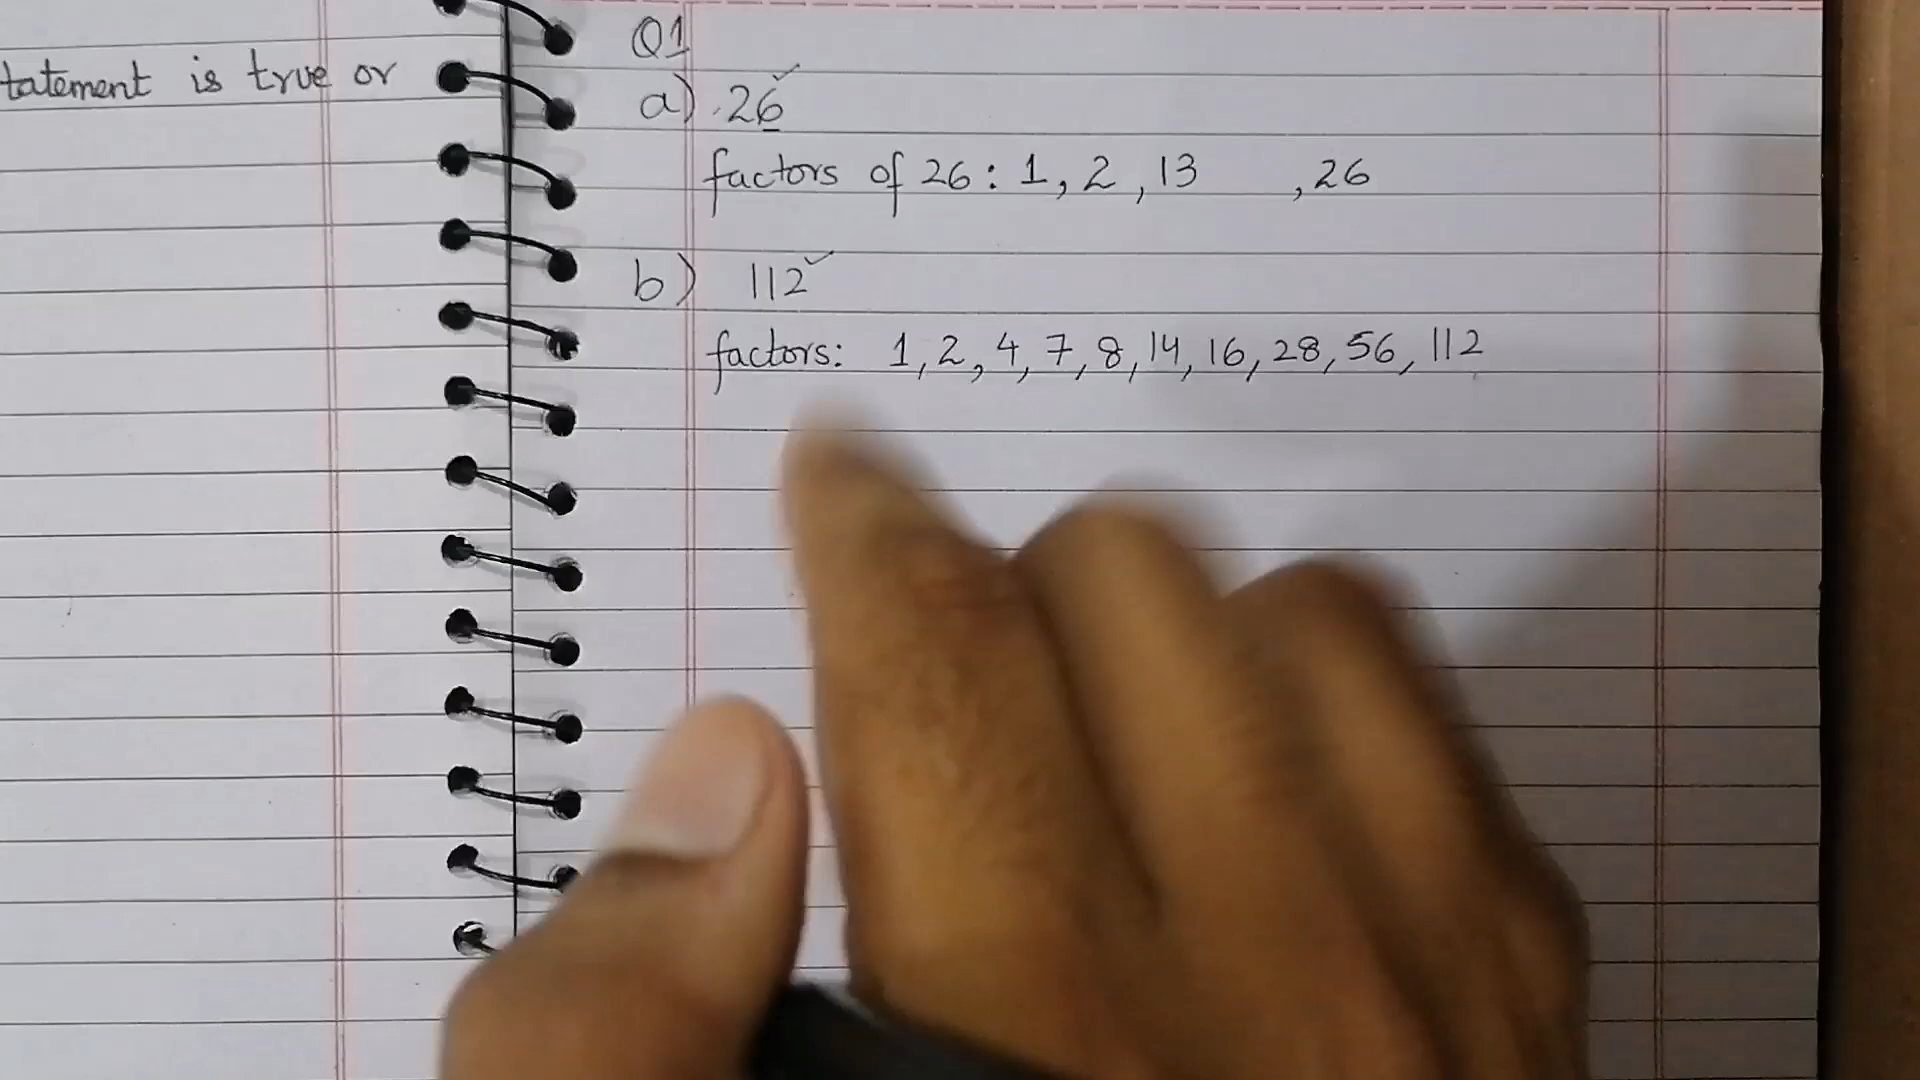 tatement is true or
Q1
a) 26 ✓
factors of 26: 1, 2, 13 , 26
b) 112 ✓
factors: 1, 2, 4, 7, 8, 14, 16, 28, 56, 112